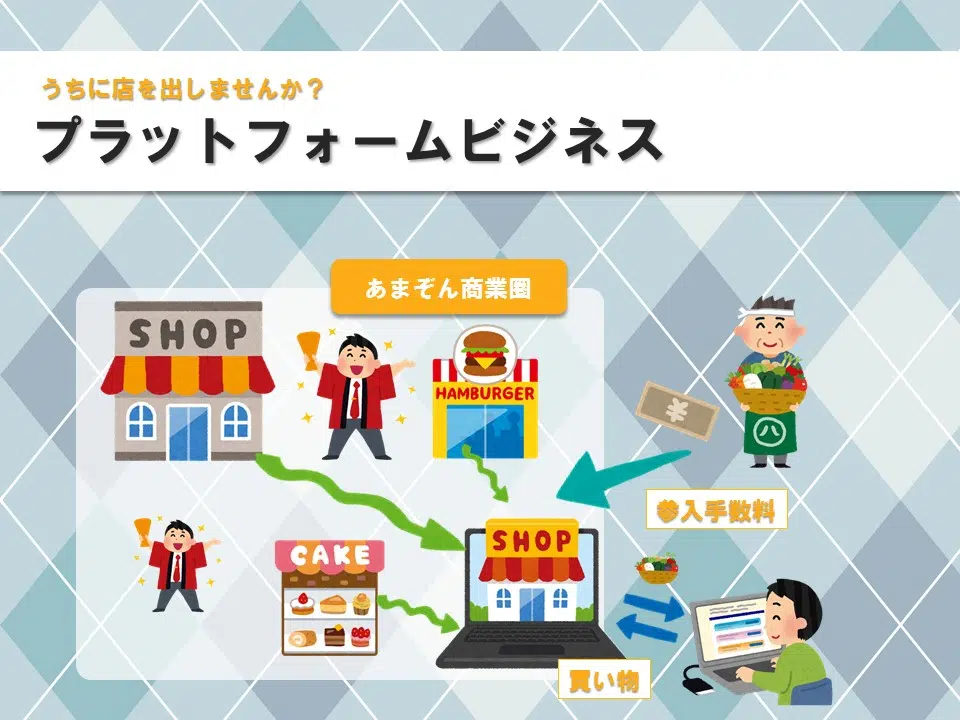 うちに店を出しませんか？
プラットフォームビジネス
あまぞん商業圏
SHOP
HAMBURGER
¥
八
参入手数料
CAKE
SHOP
買い物